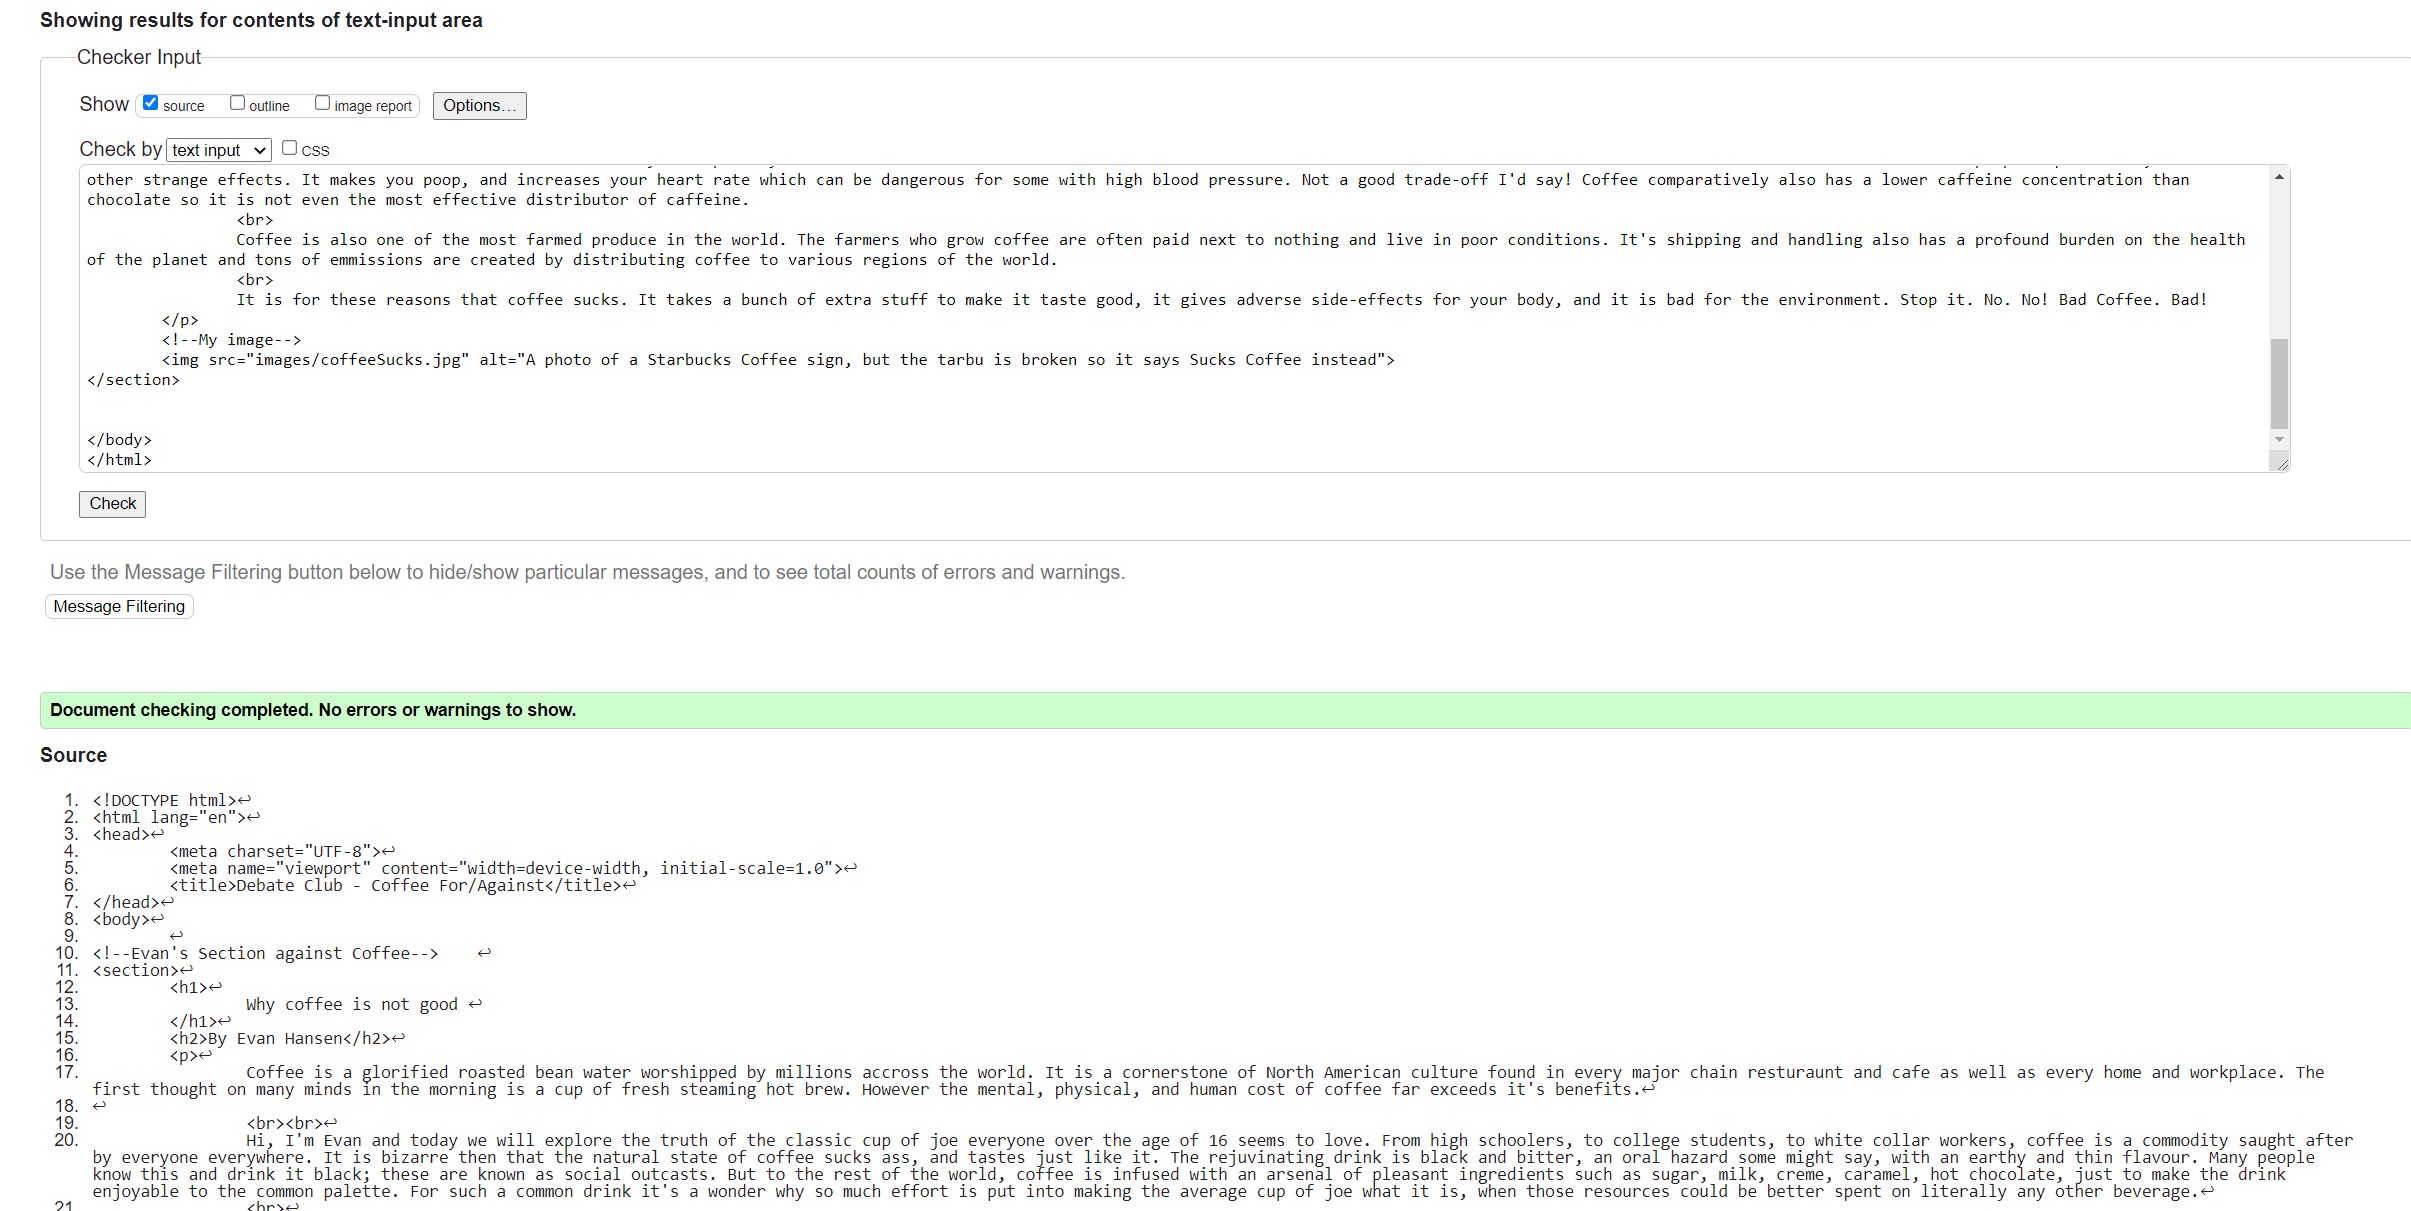 Showing results for contents of text-input area
Checker Input
Show source outline image report Options...
Check by text input CSS
other strange effects. It makes you poop, and increases your heart rate which can be dangerous for some with high blood pressure. Not a good trade-off I'd say! Coffee comparatively also has a lower caffeine concentration than
chocolate so it is not even the most effective distributor of caffeine.
<br>
Coffee is also one of the most farmed produce in the world. The farmers who grow coffee are often paid next to nothing and live in poor conditions. It's shipping and handling also has a profound burden on the health
of the planet and tons of emmissions are created by distributing coffee to various regions of the world.
<br>
It is for these reasons that coffee sucks. It takes a bunch of extra stuff to make it taste good, it gives adverse side-effects for your body, and it is bad for the environment. Stop it. No. No! Bad Coffee. Bad!
</p>
<!--My image-->
<img src="images/coffeeSucks.jpg" alt="A photo of a Starbucks Coffee sign, but the tarbu is broken so it says Sucks Coffee instead">
</section>
</body>
</html>
Check
Use the Message Filtering button below to hide/show particular messages, and to see total counts of errors and warnings.
Message Filtering
Document checking completed. No errors or warnings to show.
Source
1. <!DOCTYPE html>↩
2. <html lang="en">↩
3. <head>↩
4. <meta charset="UTF-8">↩
5. <meta name="viewport" content="width=device-width, initial-scale=1.0">↩
6. <title>Debate Club - Coffee For/Against</title>↩
7. </head>↩
8. <body>↩
9. ↩
10. <!--Evan's Section against Coffee--> ↩
11. <section>↩
12. <h1>↩
13. Why coffee is not good ↩
14. </h1>↩
15. <h2>By Evan Hansen</h2>↩
16. <p>↩
17. Coffee is a glorified roasted bean water worshipped by millions accross the world. It is a cornerstone of North American culture found in every major chain resturaunt and cafe as well as every home and workplace. The
first thought on many minds in the morning is a cup of fresh steaming hot brew. However the mental, physical, and human cost of coffee far exceeds it's benefits.↩
18. ↩
19. <br><br>↩
20. Hi, I'm Evan and today we will explore the truth of the classic cup of joe everyone over the age of 16 seems to love. From high schoolers, to college students, to white collar workers, coffee is a commodity saught after
by everyone everywhere. It is bizarre then that the natural state of coffee sucks ass, and tastes just like it. The rejuvinating drink is black and bitter, an oral hazard some might say, with an earthy and thin flavour. Many people
know this and drink it black; these are known as social outcasts. But to the rest of the world, coffee is infused with an arsenal of pleasant ingredients such as sugar, milk, creme, caramel, hot chocolate, just to make the drink
enjoyable to the common palette. For such a common drink it's a wonder why so much effort is put into making the average cup of joe what it is, when those resources could be better spent on literally any other beverage.↩
21. <br>↩